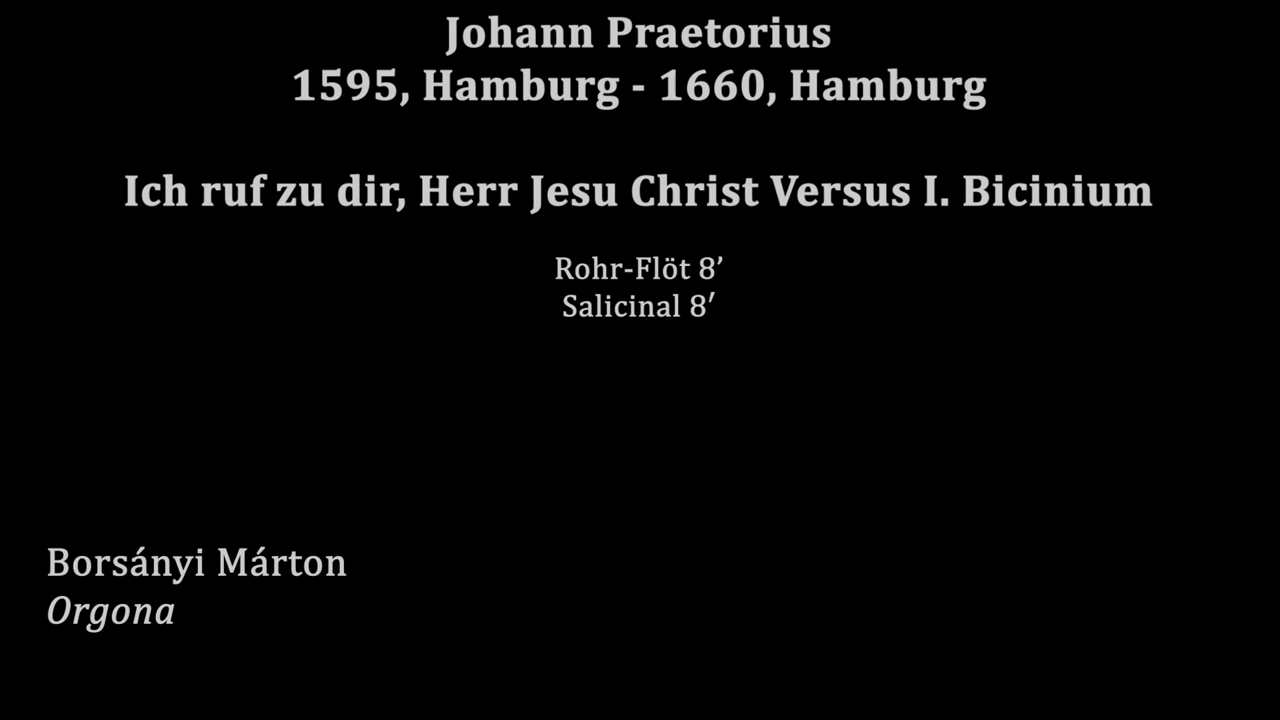 Johann Praetorius
1595, Hamburg - 1660, Hamburg
Ich ruf zu dir, Herr Jesu Christ Versus I. Bicinium
Rohr-Flöt 8’
Salicinal 8′
Borsányi Márton
Orgona